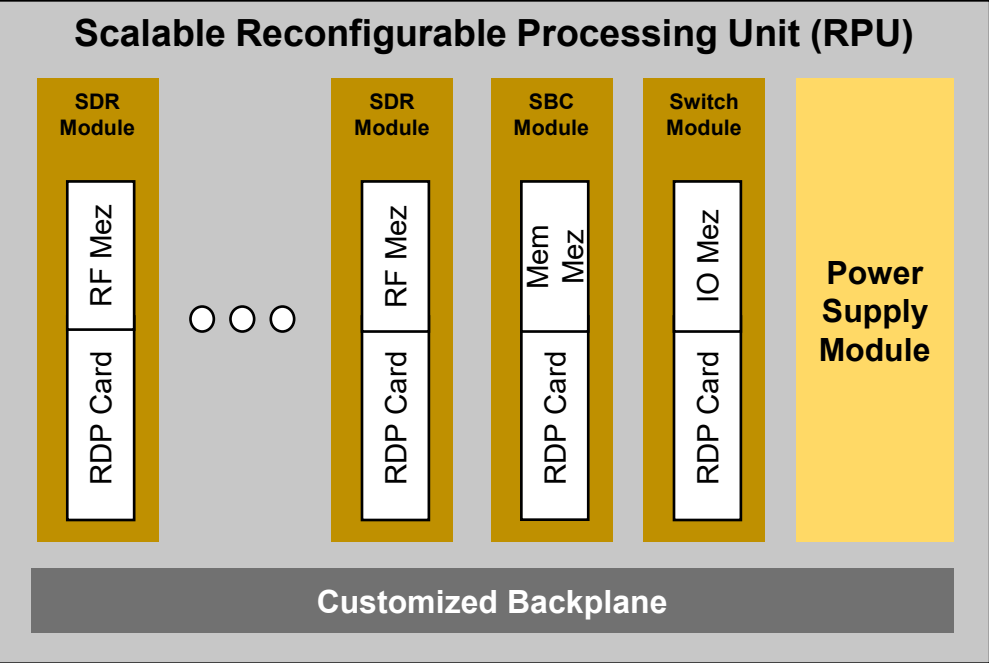 Scalable Reconfigurable Processing Unit (RPU)
SDR
Module
RF Mez
RDP Card
SDR
Module
RF Mez
RDP Card
SBC
Module
Mem
Mez
RDP Card
Switch
Module
IO Mez
RDP Card
Power
Supply
Module
Customized Backplane